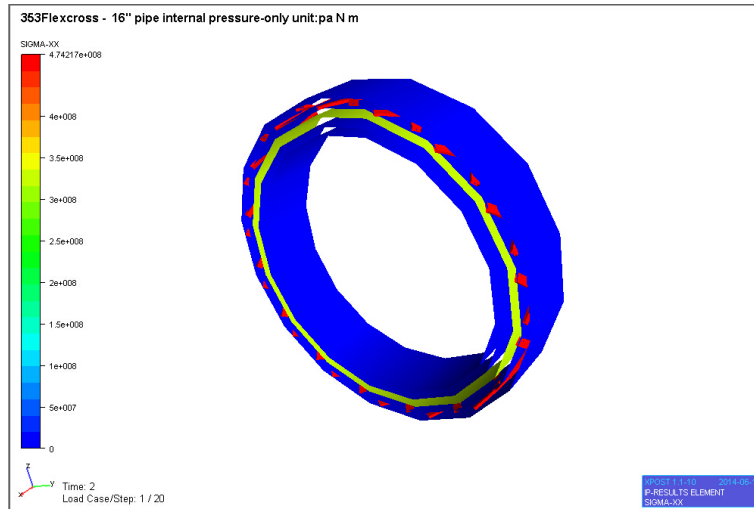 353Flexcross - 16" pipe internal pressure-only unit:pa N m
SIGMA-XX
4.74217e+008
4e+008
3.5e+008
3e+008
2.5e+008
2e+008
1.5e+008
1e+008
5e+007
0
z
y
x
Time: 2
Load Case/Step: 1 / 20
XPOST 1.1-10
IP-RESULTS ELEMENT
SIGMA-XX